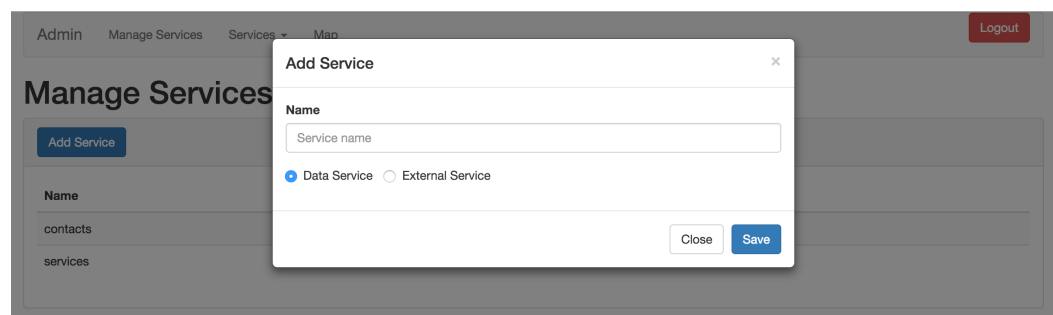 Admin Manage Services Services Map Logout
Add Service ×
Manage Services
Name
Service name
Add Service
Data Service External Service
Name
contacts
Close Save
services